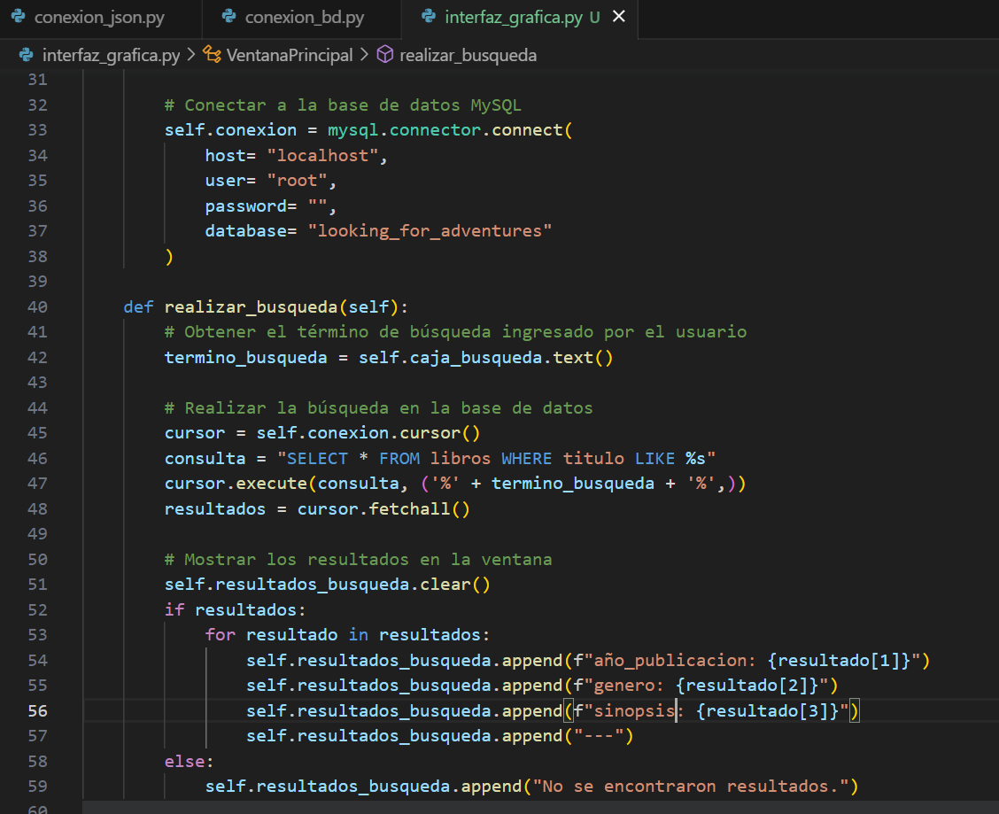 conexion_json.py conexion_bd.py interfaz_grafica.py U ×
interfaz_grafica.py > VentanaPrincipal > realizar_busqueda
31
32 # Conectar a la base de datos MySQL
33 self.conexion = mysql.connector.connect(
34 host= "localhost",
35 user= "root",
36 password= "",
37 database= "looking_for_adventures"
38 )
39
40 def realizar_busqueda(self):
41 # Obtener el término de búsqueda ingresado por el usuario
42 termino_busqueda = self.caja_busqueda.text()
43
44 # Realizar la búsqueda en la base de datos
45 cursor = self.conexion.cursor()
46 consulta = "SELECT * FROM libros WHERE titulo LIKE %s"
47 cursor.execute(consulta, ('%' + termino_busqueda + '%',))
48 resultados = cursor.fetchall()
49
50 # Mostrar los resultados en la ventana
51 self.resultados_busqueda.clear()
52 if resultados:
53 for resultado in resultados:
54 self.resultados_busqueda.append(f"año_publicacion: {resultado[1]}")
55 self.resultados_busqueda.append(f"genero: {resultado[2]}")
56 self.resultados_busqueda.append(f"sinopsis: {resultado[3]}")
57 self.resultados_busqueda.append("---")
58 else:
59 self.resultados_busqueda.append("No se encontraron resultados.")
60